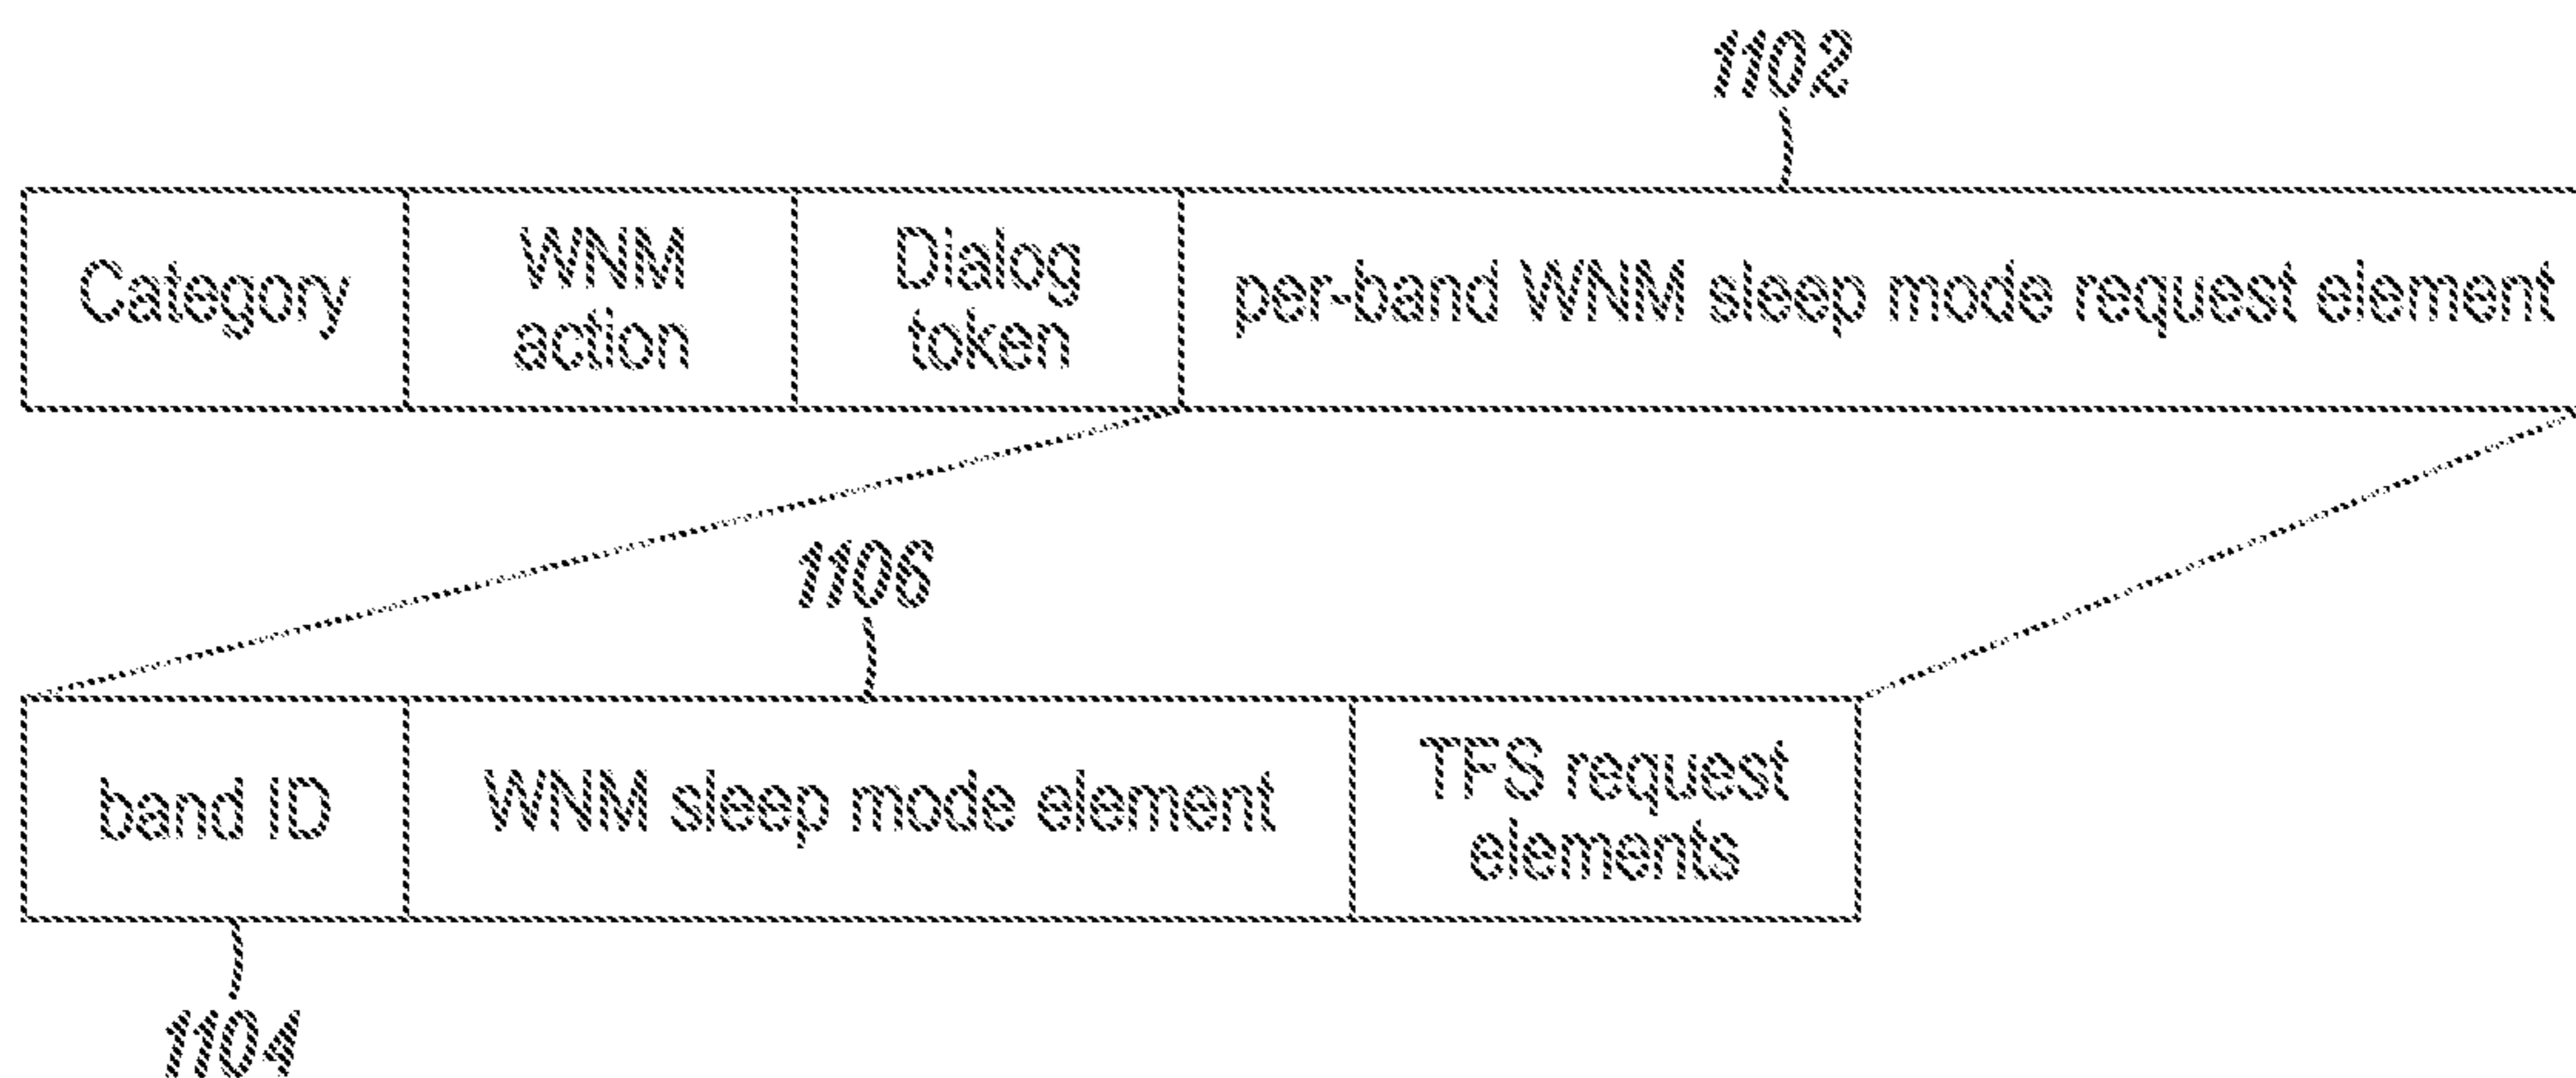 1102
Category
WNM
action
Dialog
token
per-band WNM sleep mode request element
1106
band ID
WNM sleep mode element
TFS request
elements
1104